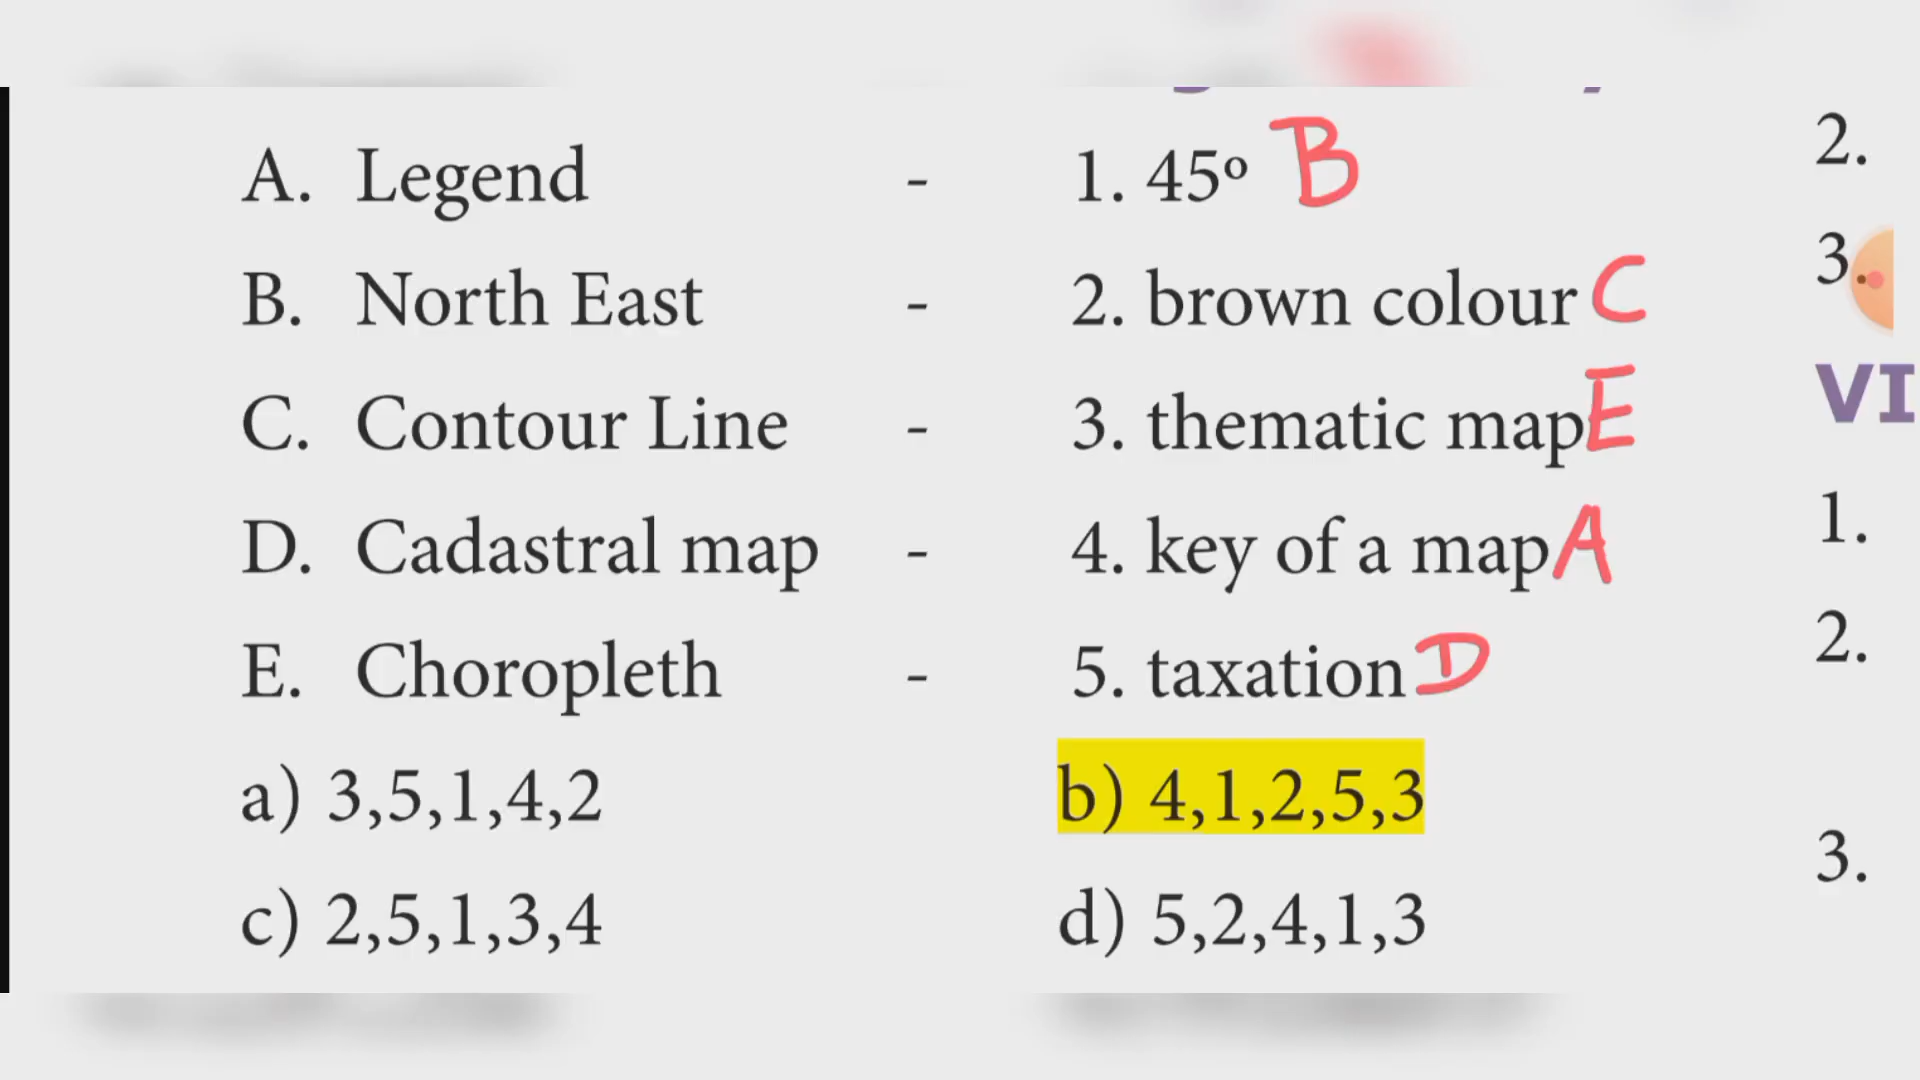 A. Legend - 1. 45º B
B. North East - 2. brown colour C
C. Contour Line - 3. thematic map E
D. Cadastral map - 4. key of a map A
E. Choropleth - 5. taxation D
a) 3,5,1,4,2 b) 4,1,2,5,3
c) 2,5,1,3,4 d) 5,2,4,1,3
2.
3.
VI
1.
2.
3.